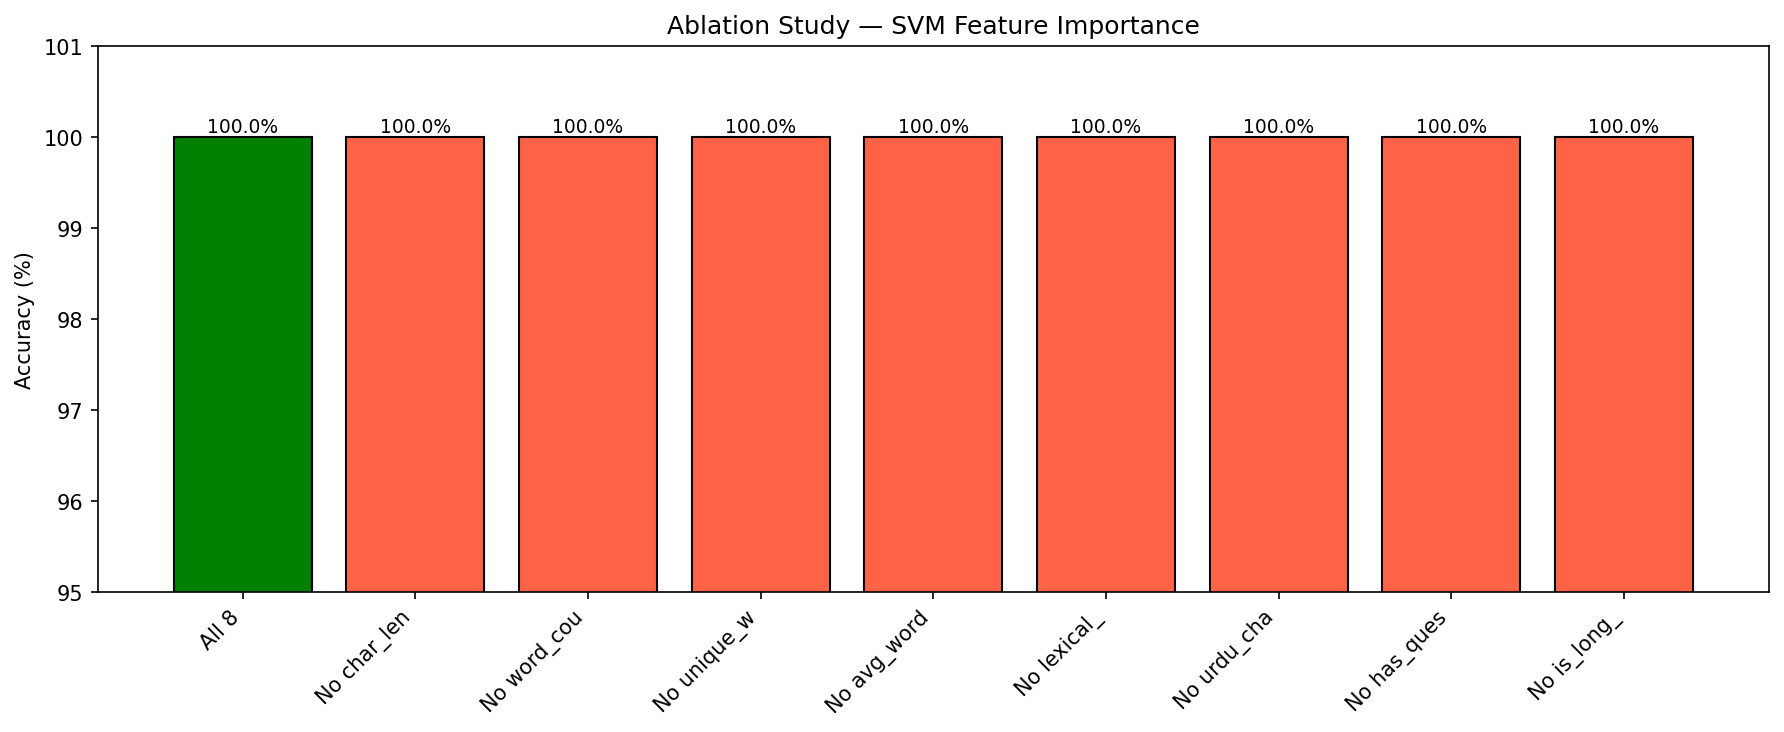 Ablation Study — SVM Feature Importance
Accuracy (%)
101
100
99
98
97
96
95
100.0%
100.0%
100.0%
100.0%
100.0%
100.0%
100.0%
100.0%
100.0%
All 8
No char_len
No word_cou
No unique_w
No avg_word
No lexical_
No urdu_cha
No has_ques
No is_long_